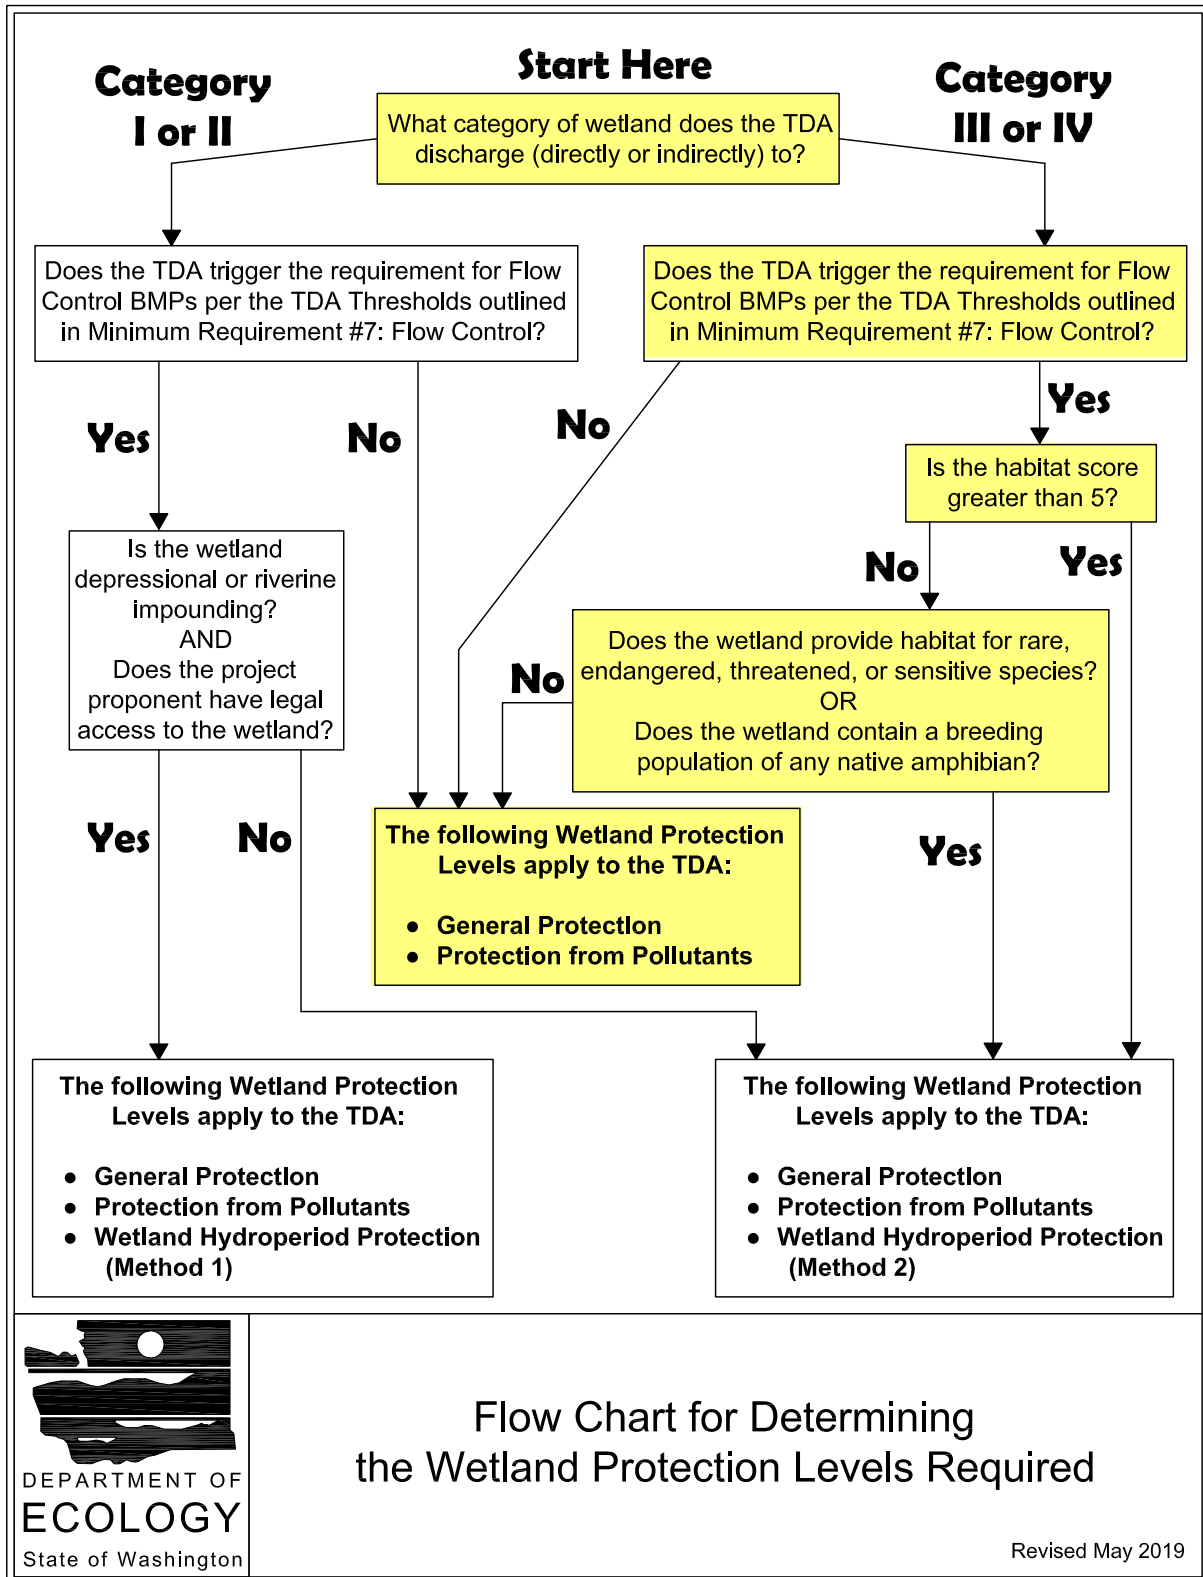 Start Here
Category
I or II
Category
III or IV
What category of wetland does the TDA
discharge (directly or indirectly) to?
Does the TDA trigger the requirement for Flow
Control BMPs per the TDA Thresholds outlined
in Minimum Requirement #7: Flow Control?
Does the TDA trigger the requirement for Flow
Control BMPs per the TDA Thresholds outlined
in Minimum Requirement #7: Flow Control?
Yes
No
No
Yes
Is the habitat score
greater than 5?
Is the wetland
depressional or riverine
impounding?
AND
Does the project
proponent have legal
access to the wetland?
No
Yes
Does the wetland provide habitat for rare,
endangered, threatened, or sensitive species?
OR
Does the wetland contain a breeding
population of any native amphibian?
No
Yes
No
Yes
The following Wetland Protection
Levels apply to the TDA:
● General Protection
● Protection from Pollutants
The following Wetland Protection
Levels apply to the TDA:
● General Protection
● Protection from Pollutants
● Wetland Hydroperiod Protection
(Method 1)
The following Wetland Protection
Levels apply to the TDA:
● General Protection
● Protection from Pollutants
● Wetland Hydroperiod Protection
(Method 2)
DEPARTMENT OF
ECOLOGY
State of Washington
Flow Chart for Determining
the Wetland Protection Levels Required
Revised May 2019